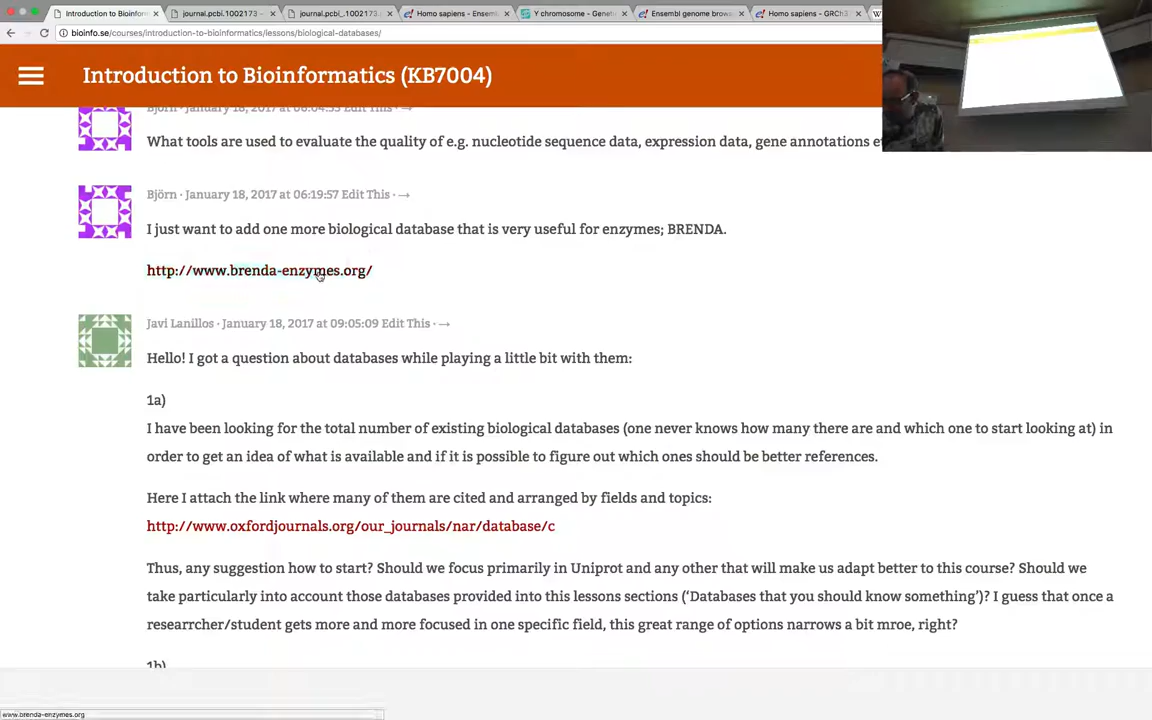 Introduction to Bioinform
journal.pcbi.1002173
journal.pcbi_.1002173.
Homo sapiens - Ensem
Y chromosome - Genet
Ensembl genome brow
Homo sapiens - GRCh3
bioinfo.se/courses/introduction-to-bioinformatics/lessons/biological-databases/
Introduction to Bioinformatics (KB7004)
Björn · January 18, 2017 at 06:04:53 Edit This · →
What tools are used to evaluate the quality of e.g. nucleotide sequence data, expression data, gene annotations e
Björn · January 18, 2017 at 06:19:57 Edit This · →
I just want to add one more biological database that is very useful for enzymes; BRENDA.
http://www.brenda-enzymes.org/
Javi Lanillos · January 18, 2017 at 09:05:09 Edit This · →
Hello! I got a question about databases while playing a little bit with them:
1a)
I have been looking for the total number of existing biological databases (one never knows how many there are and which one to start looking at) in
order to get an idea of what is available and if it is possible to figure out which ones should be better references.
Here I attach the link where many of them are cited and arranged by fields and topics:
http://www.oxfordjournals.org/our_journals/nar/database/c
Thus, any suggestion how to start? Should we focus primarily in Uniprot and any other that will make us adapt better to this course? Should we
take particularly into account those databases provided into this lessons sections (‘Databases that you should know something’)? I guess that once a
researrcher/student gets more and more focused in one specific field, this great range of options narrows a bit mroe, right?
1b)
www.brenda-enzymes.org